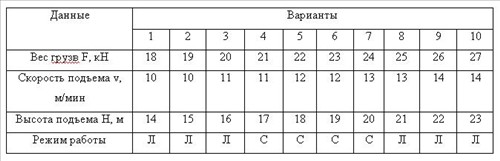 Данные Варианты
1 2 3 4 5 6 7 8 9 10
Вес грузв F, кН 18 19 20 21 22 23 24 25 26 27
Скорость подъема v, 10 10 11 11 12 12 13 13 14 14
м/мин
Высота подъема H, м 14 15 16 17 18 19 20 21 22 23
Режим работы Л Л Л С С С С Л Л Л